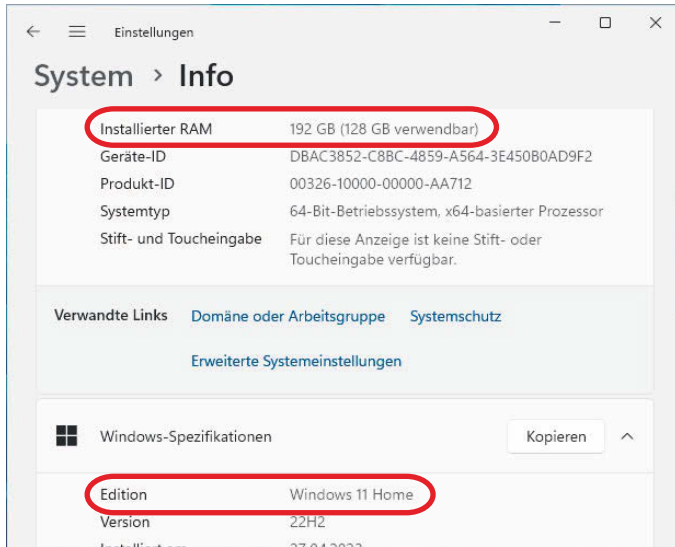 Einstellungen
System > Info
Installierter RAM 192 GB (128 GB verwendbar)
Geräte-ID DBAC3852-C8BC-4859-A564-3E450B0AD9F2
Produkt-ID 00326-10000-00000-AA712
Systemtyp 64-Bit-Betriebssystem, x64-basierter Prozessor
Stift- und Toucheingabe Für diese Anzeige ist keine Stift- oder
Toucheingabe verfügbar.
Verwandte Links Domäne oder Arbeitsgruppe Systemschutz
Erweiterte Systemeinstellungen
Windows-Spezifikationen Kopieren
Edition Windows 11 Home
Version 22H2